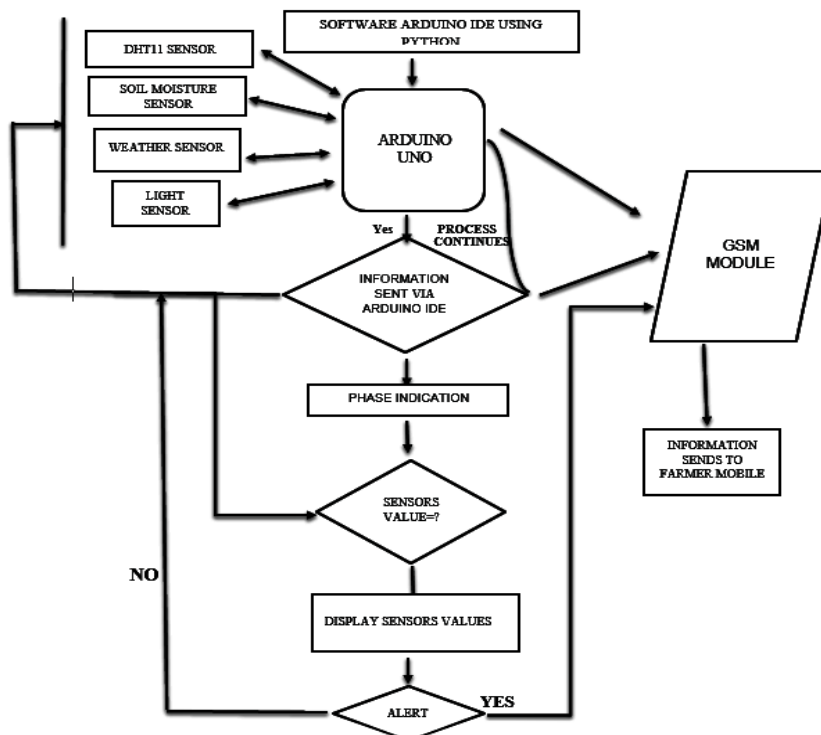 SOFTWARE ARDUINO IDE USING
PYTHON
DHT11 SENSOR
SOIL MOISTURE
SENSOR
WEATHER SENSOR
LIGHT
SENSOR
ARDUINO
UNO
Yes
PROCESS
CONTINUES
GSM
MODULE
INFORMATION
SENT VIA
ARDUINO IDE
PHASE INDICATION
INFORMATION
SENDS TO
FARMER MOBILE
SENSORS
VALUE=?
NO
DISPLAY SENSORS VALUES
YES
ALERT